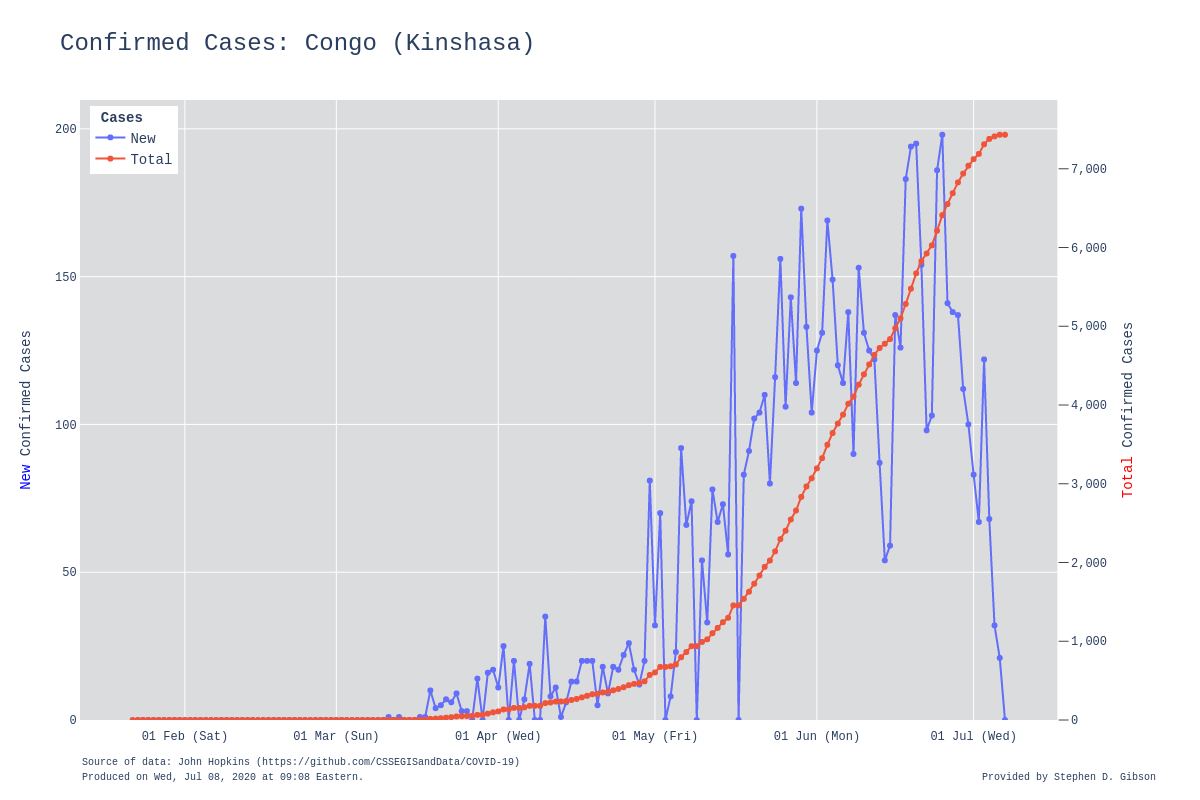 Confirmed Cases: Congo (Kinshasa)
Cases
New
Total
200
150
100
50
0
7,000
6,000
5,000
4,000
3,000
2,000
1,000
0
New Confirmed Cases
Total Confirmed Cases
01 Feb (Sat)
01 Mar (Sun)
01 Apr (Wed)
01 May (Fri)
01 Jun (Mon)
01 Jul (Wed)
Source of data: John Hopkins (https://github.com/CSSEGISandData/COVID-19)
Produced on Wed, Jul 08, 2020 at 09:08 Eastern.
Provided by Stephen D. Gibson